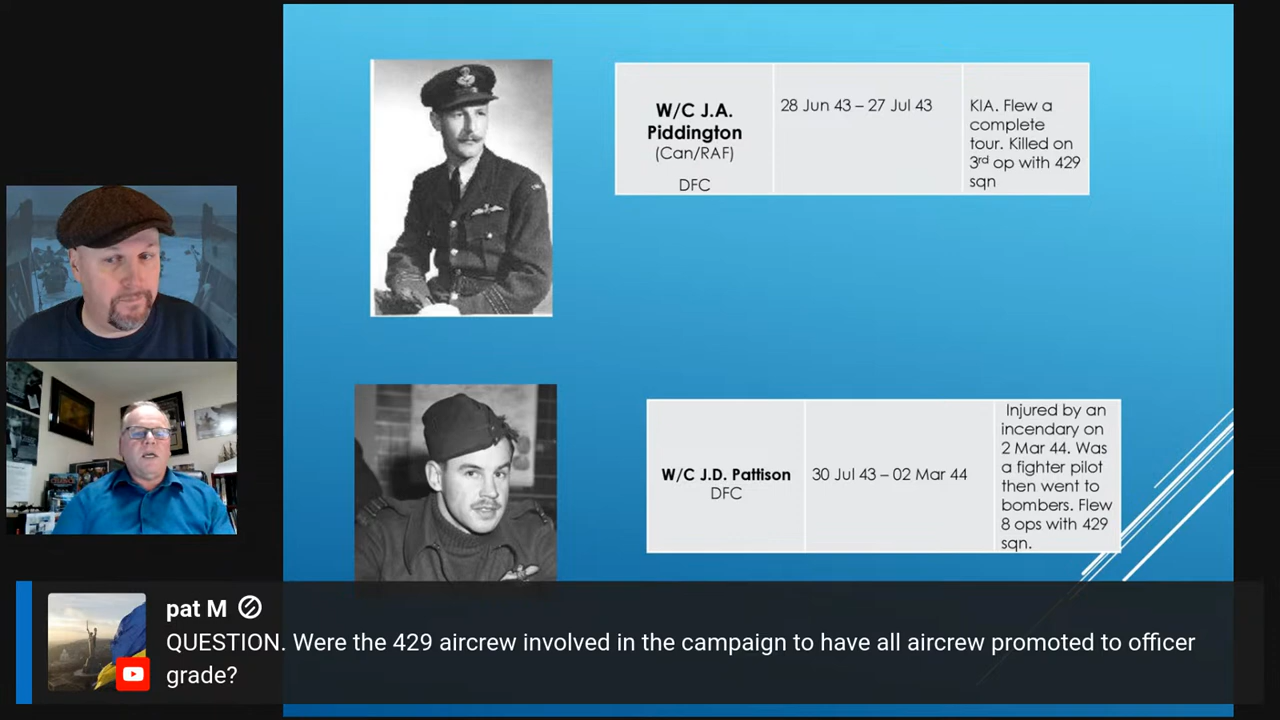 W/C J.A.
Piddington
(Can/RAF)
DFC
28 Jun 43 – 27 Jul 43
KIA. Flew a
complete
tour. Killed on
3rd op with 429
sqn
W/C J.D. Pattison
DFC
30 Jul 43 – 02 Mar 44
Injured by an
incendary on
2 Mar 44. Was
a fighter pilot
then went to
bombers. Flew
8 ops with 429
sqn.
pat M
QUESTION. Were the 429 aircrew involved in the campaign to have all aircrew promoted to officer
grade?